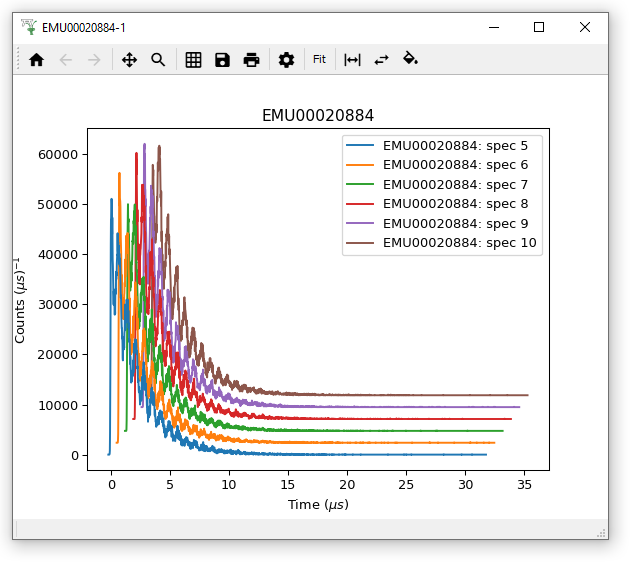 EMU00020884-1
Fit
EMU00020884
EMU00020884: spec 5
EMU00020884: spec 6
EMU00020884: spec 7
EMU00020884: spec 8
EMU00020884: spec 9
EMU00020884: spec 10
Counts (μs)⁻¹
60000
50000
40000
30000
20000
10000
0
0 5 10 15 20 25 30 35
Time (μs)